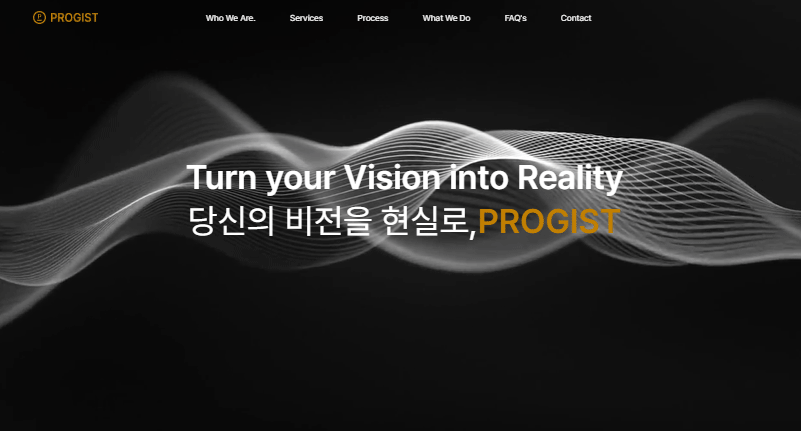 PROGIST
Who We Are. Services Process What We Do FAQ's Contact
Turn your Vision into Reality
당신의 비전을 현실로,PROGIST